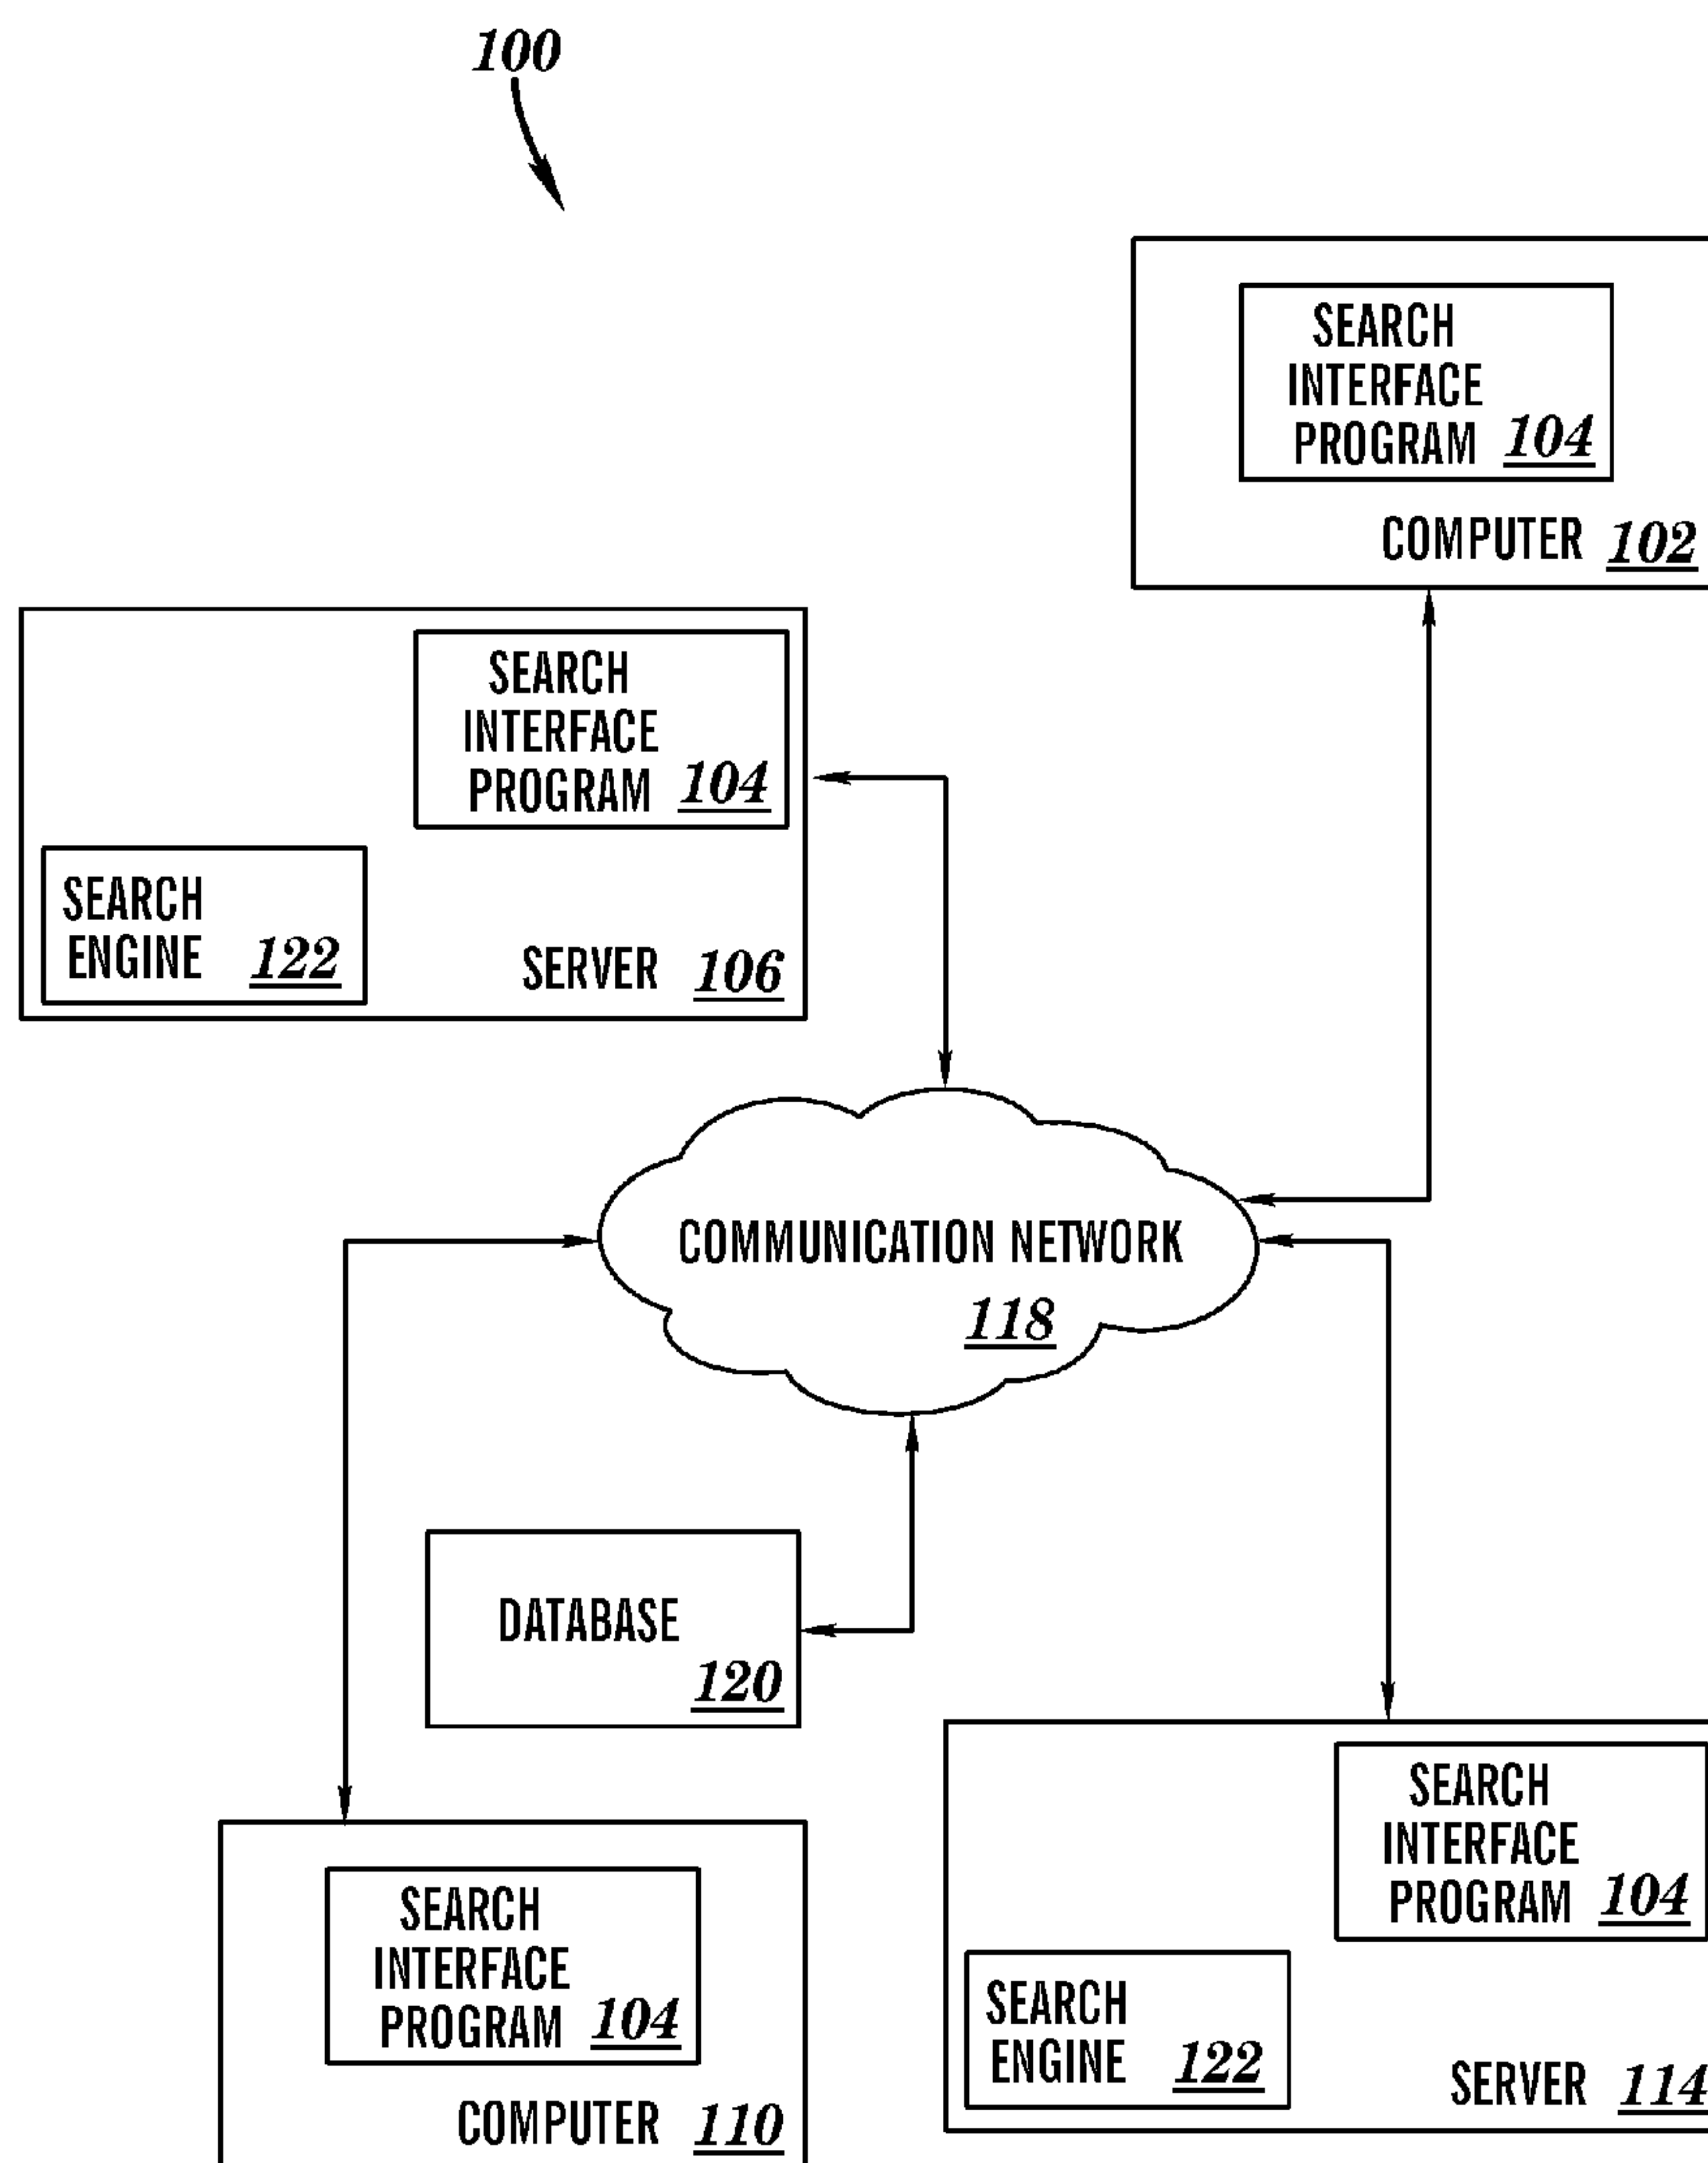 100
SEARCH
INTERFACE
PROGRAM 104
COMPUTER 102
SEARCH
INTERFACE
PROGRAM 104
SEARCH
ENGINE 122
SERVER 106
COMMUNICATION NETWORK
118
DATABASE
120
SEARCH
INTERFACE
PROGRAM 104
SEARCH
ENGINE 122
SERVER 114
SEARCH
INTERFACE
PROGRAM 104
COMPUTER 110